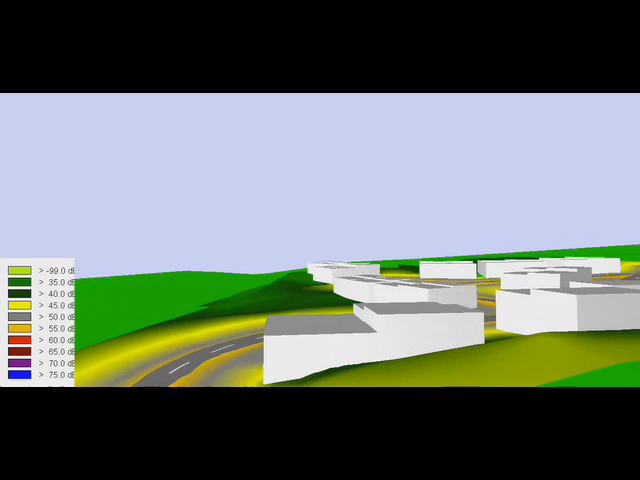 > -99.0 dB
> 35.0 dB
> 40.0 dB
> 45.0 dB
> 50.0 dB
> 55.0 dB
> 60.0 dB
> 65.0 dB
> 70.0 dB
> 75.0 dB